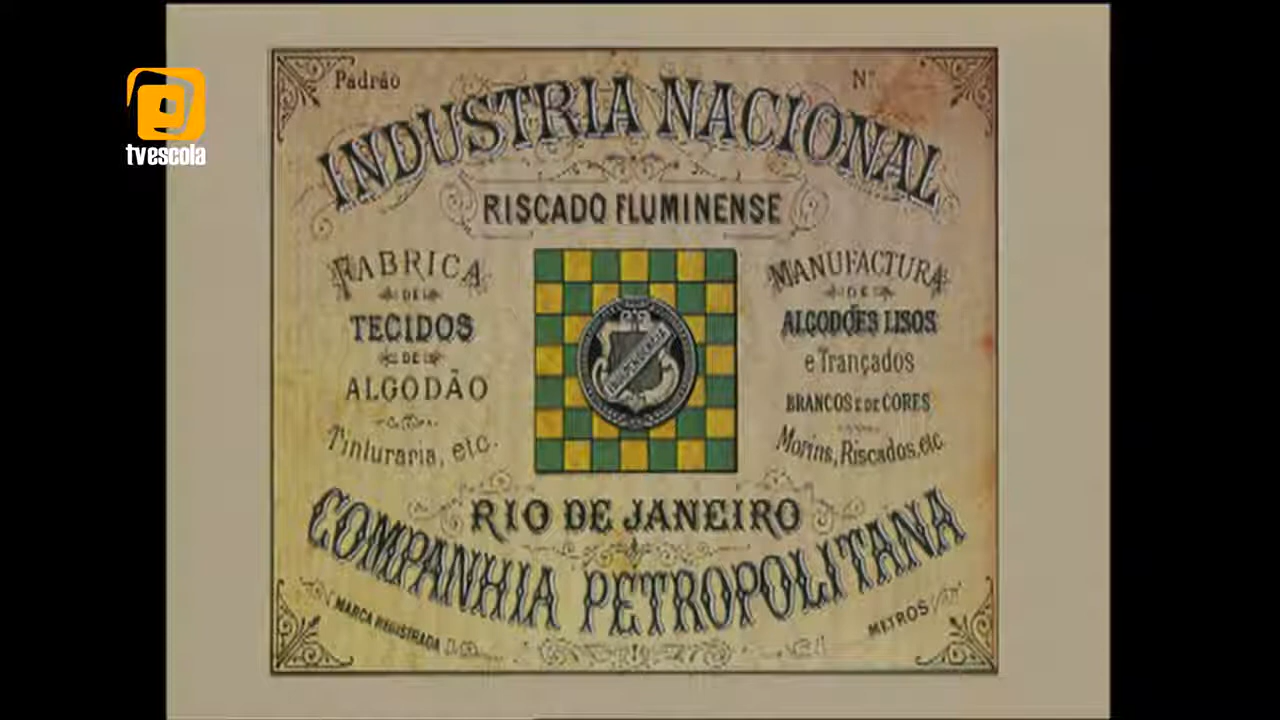 tvescola
Padrão
Nº
INDUSTRIA NACIONAL
RISCADO FLUMINENSE
FABRICA
DE
TECIDOS
DE
ALGODÃO
Tinturaria, etc.
INDEPENDENCIA
MANUFACTURA
DE
ALGODÕES LISOS
e Trançados
BRANCOS E DE CORES
Morins, Riscados, etc
RIO DE JANEIRO
COMPANHIA PETROPOLITANA
MARCA REGISTRADA
METROS